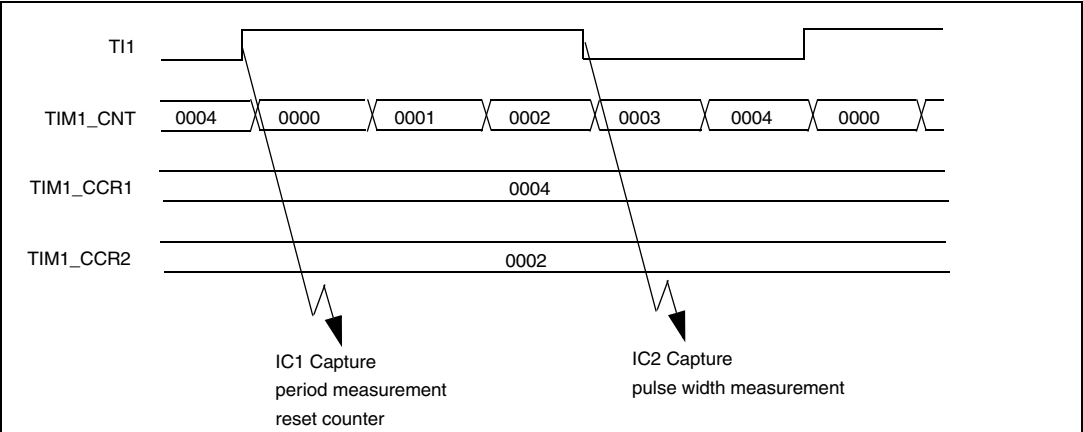 TI1
TIM1_CNT 0004 0000 0001 0002 0003 0004 0000
TIM1_CCR1 0004
TIM1_CCR2 0002
IC1 Capture
period measurement
reset counter
IC2 Capture
pulse width measurement